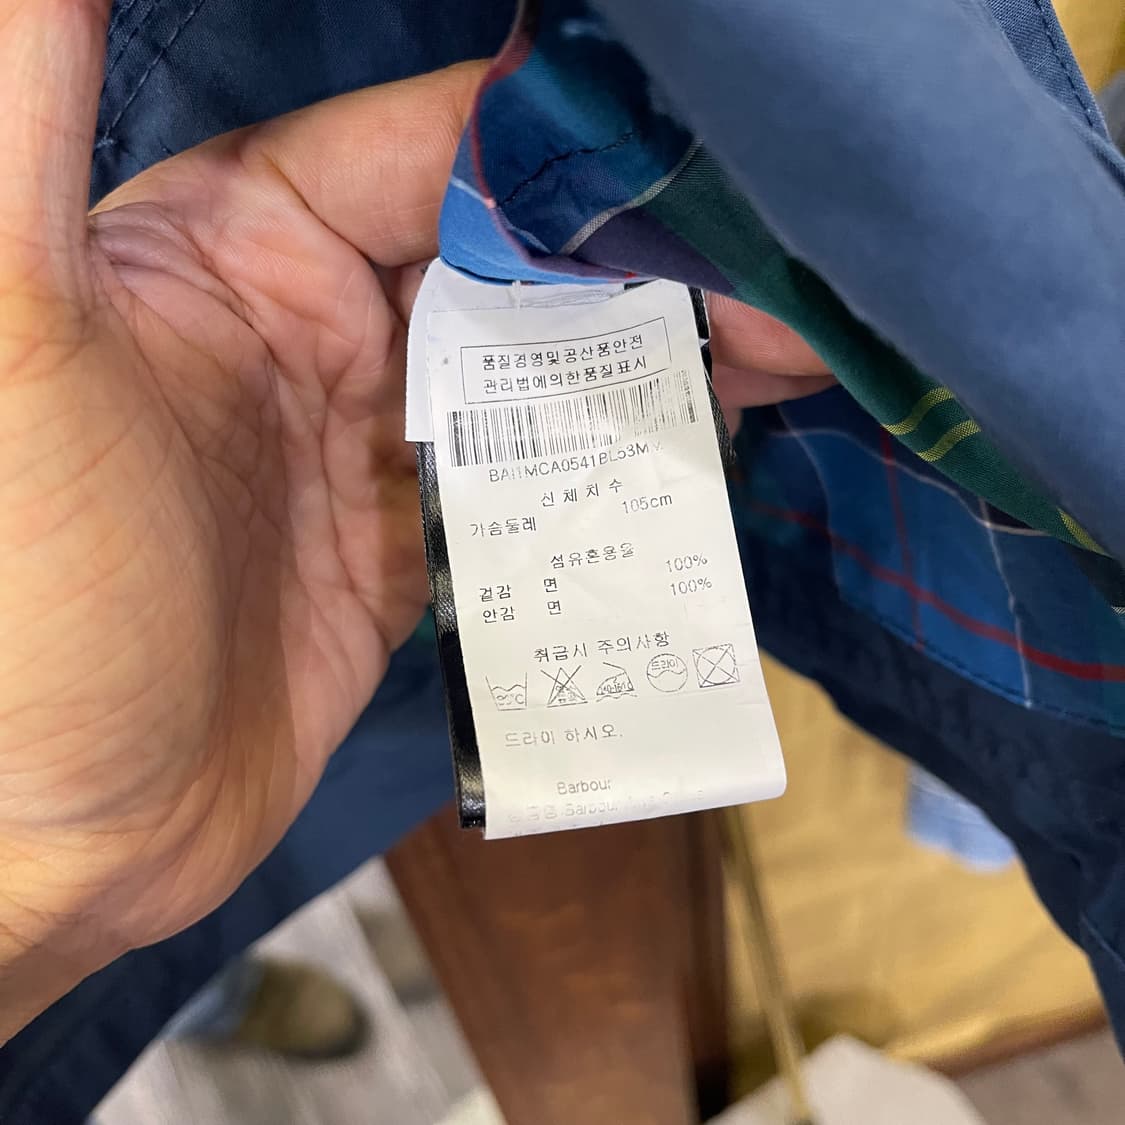 품질경영및공산품안전
관리법에의한품질표시
신 체 치 수
가슴둘레 105cm
섬유혼용율
겉감 면 100%
안감 면 100%
취급시 주의사항
드라이
드라이 하시오.
Barbour
Barbour